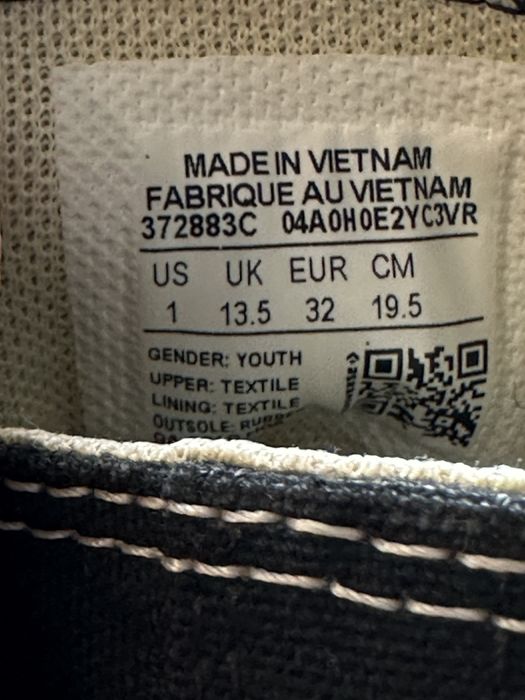 MADE IN VIETNAM
FABRIQUE AU VIETNAM
372883C 04A0H0E2YC3VR
US UK EUR CM
1 13.5 32 19.5
GENDER: YOUTH
UPPER: TEXTILE
LINING: TEXTILE
OUTSOLE: